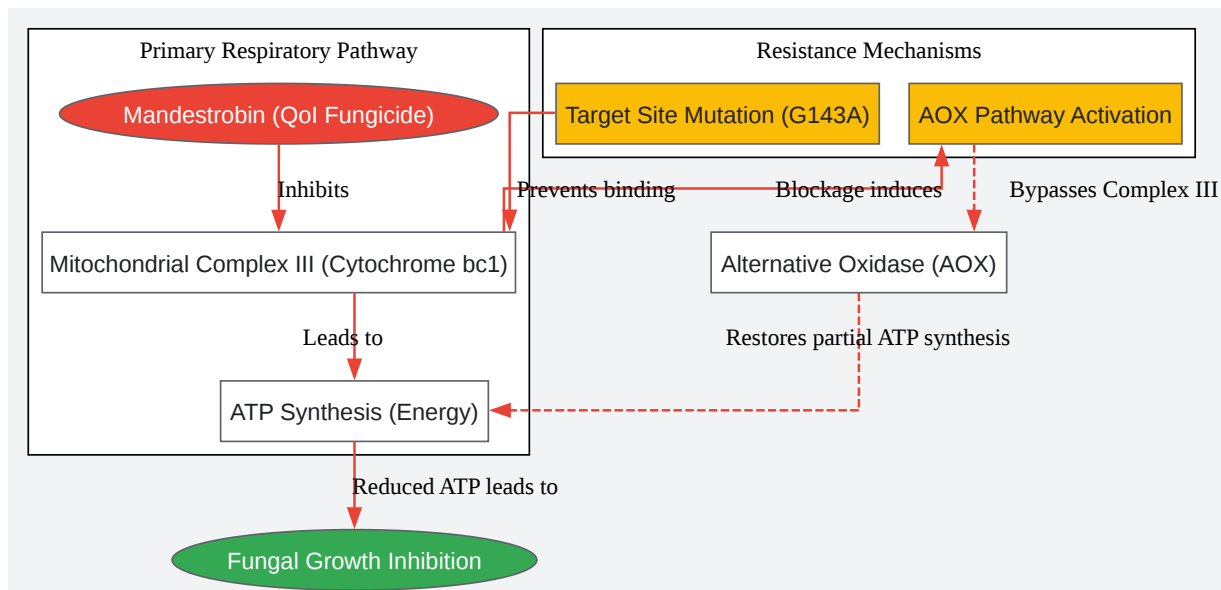 Primary Respiratory Pathway
Resistance Mechanisms
Mandestrobin (QoI Fungicide)
Target Site Mutation (G143A)
AOX Pathway Activation
Inhibits
Prevents binding
Blockage induces
Bypasses Complex III
Mitochondrial Complex III (Cytochrome bc1)
Alternative Oxidase (AOX)
Leads to
Restores partial ATP synthesis
ATP Synthesis (Energy)
Reduced ATP leads to
Fungal Growth Inhibition